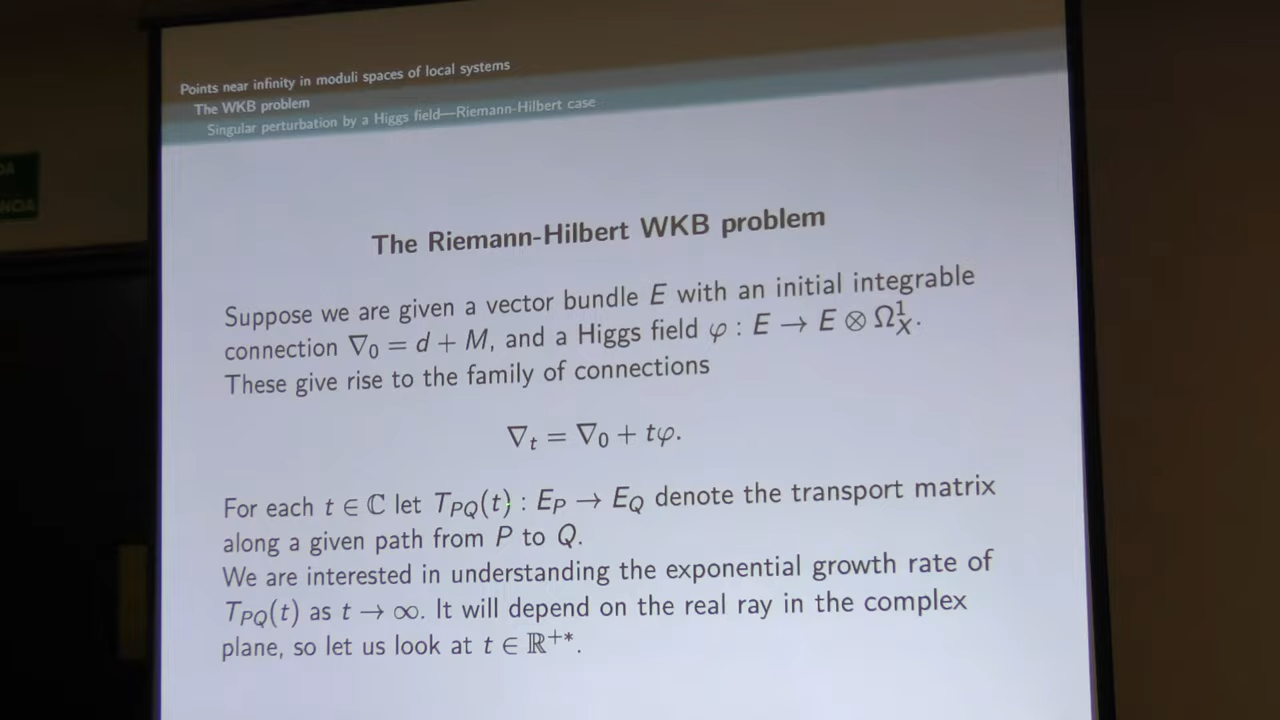 Points near infinity in moduli spaces of local systems
The WKB problem
Singular perturbation by a Higgs field—Riemann-Hilbert case
The Riemann-Hilbert WKB problem
Suppose we are given a vector bundle E with an initial integrable
connection ∇₀ = d + M, and a Higgs field φ : E → E ⊗ Ω¹_X.
These give rise to the family of connections
∇_t = ∇₀ + tφ.
For each t ∈ ℂ let T_PQ(t) : E_P → E_Q denote the transport matrix
along a given path from P to Q.
We are interested in understanding the exponential growth rate of
T_PQ(t) as t → ∞. It will depend on the real ray in the complex
plane, so let us look at t ∈ ℝ⁺*.